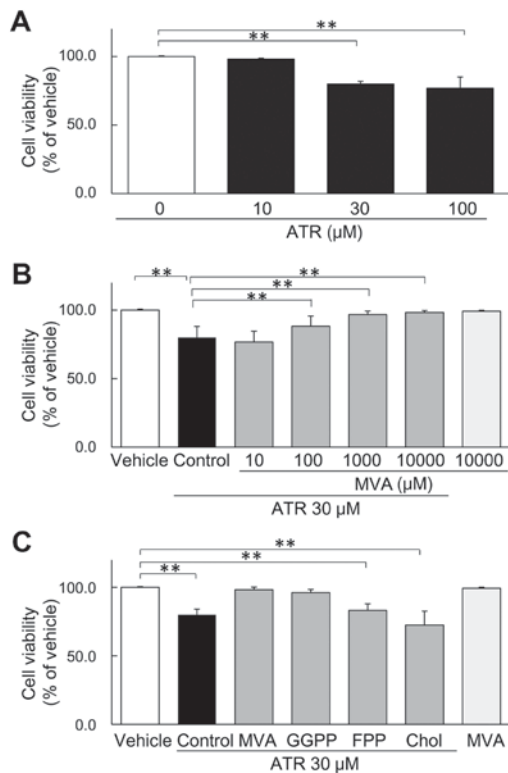 A
**
**
Cell viability
(% of vehicle)
100.0
50.0
0.0
0 10 30 100
ATR (μM)
B
**
**
**
**
Cell viability
(% of vehicle)
100.0
50.0
0.0
Vehicle Control 10 100 1000 10000 10000
MVA (μM)
ATR 30 μM
C
**
**
**
Cell viability
(% of vehicle)
100.0
50.0
0.0
Vehicle Control MVA GGPP FPP Chol MVA
ATR 30 μM